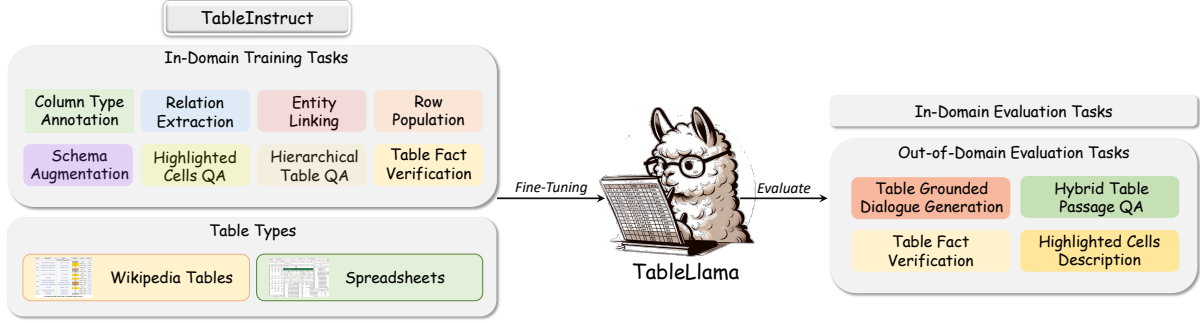 TableInstruct
In-Domain Training Tasks
Column Type
Annotation
Relation
Extraction
Entity
Linking
Row
Population
Schema
Augmentation
Highlighted
Cells QA
Hierarchical
Table QA
Table Fact
Verification
Table Types
Wikipedia Tables
Spreadsheets
Fine-Tuning
TableLlama
Evaluate
In-Domain Evaluation Tasks
Out-of-Domain Evaluation Tasks
Table Grounded
Dialogue Generation
Hybrid Table
Passage QA
Table Fact
Verification
Highlighted Cells
Description